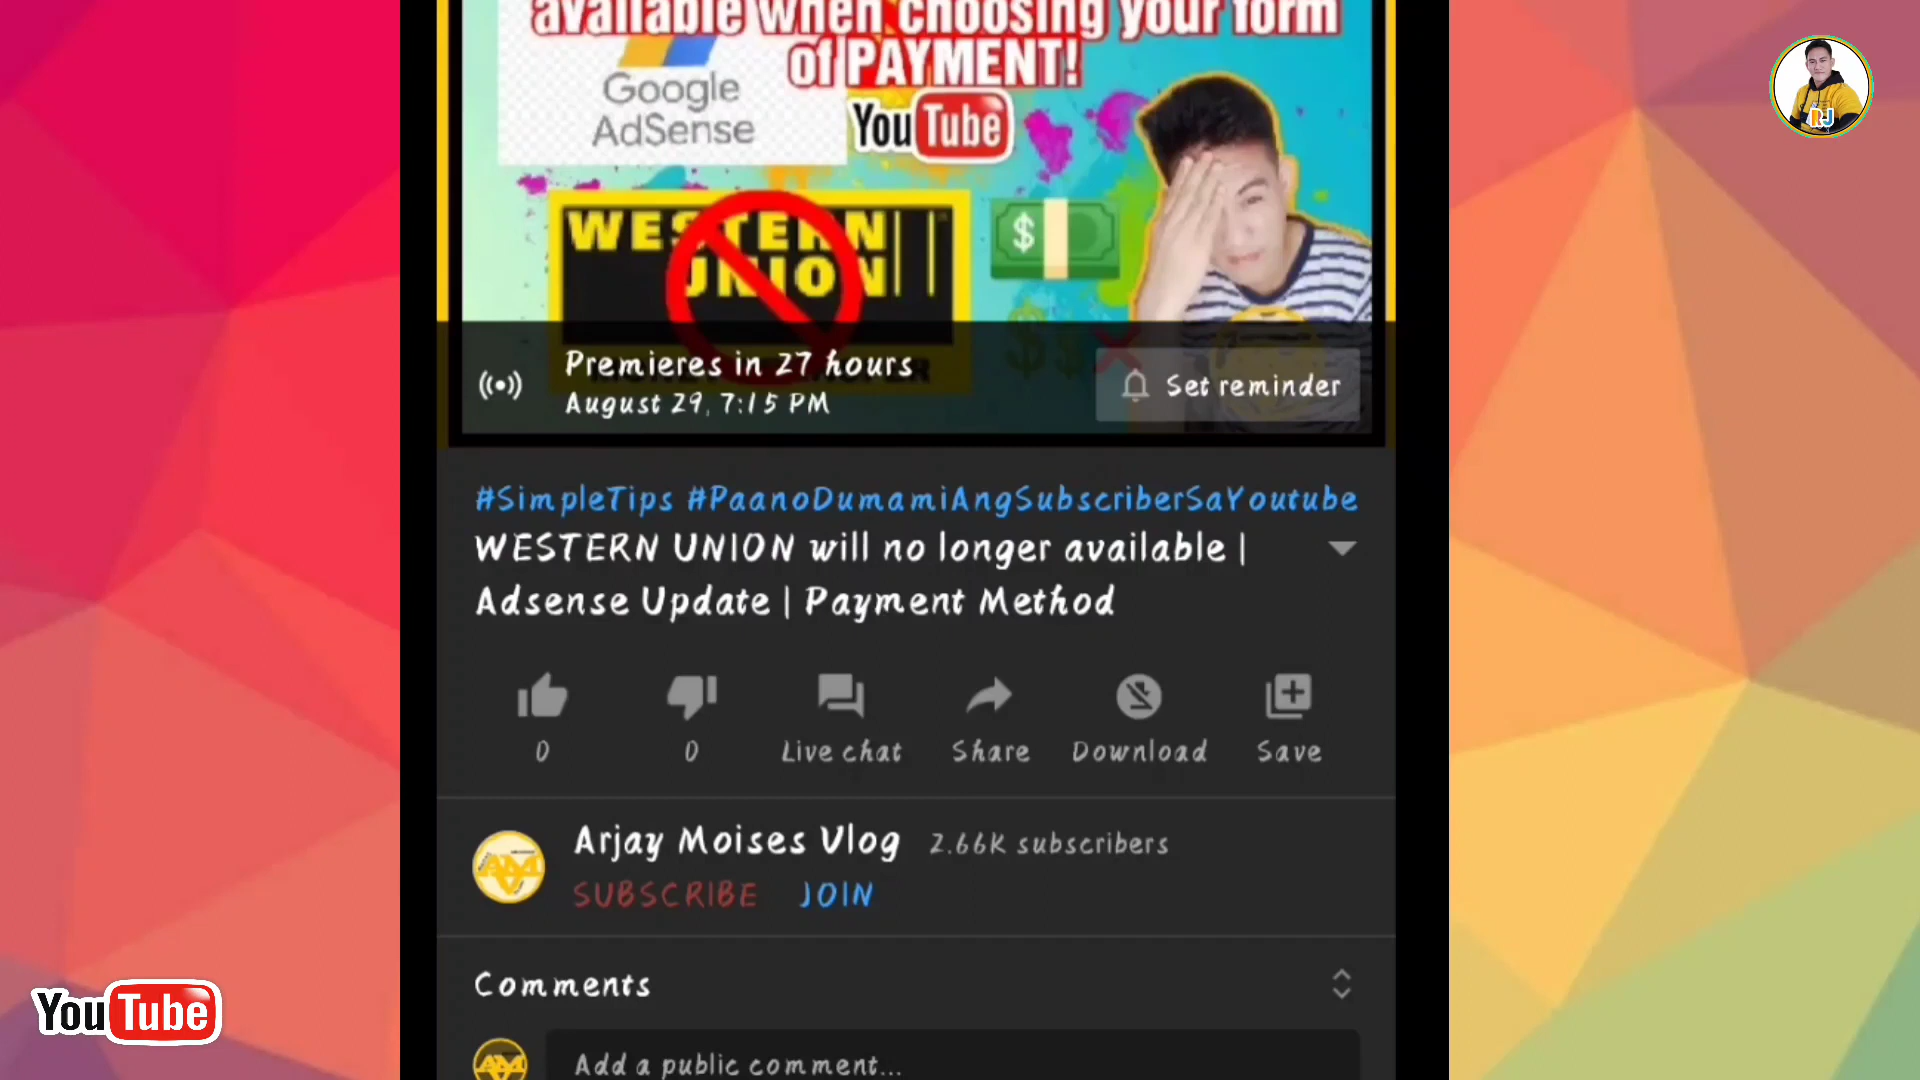 available when choosing your form
of PAYMENT!
Google
AdSense
YouTube
WESTERN
UNION
Premieres in 27 hours
August 29, 7:15 PM
Set reminder
#SimpleTips #PaanoDumamiAngSubscriberSaYoutube
WESTERN UNION will no longer available |
Adsense Update | Payment Method
0
0
Live chat
Share
Download
Save
Arjay Moises Vlog 2.66K subscribers
SUBSCRIBE JOIN
Comments
Add a public comment...
YouTube
RJ